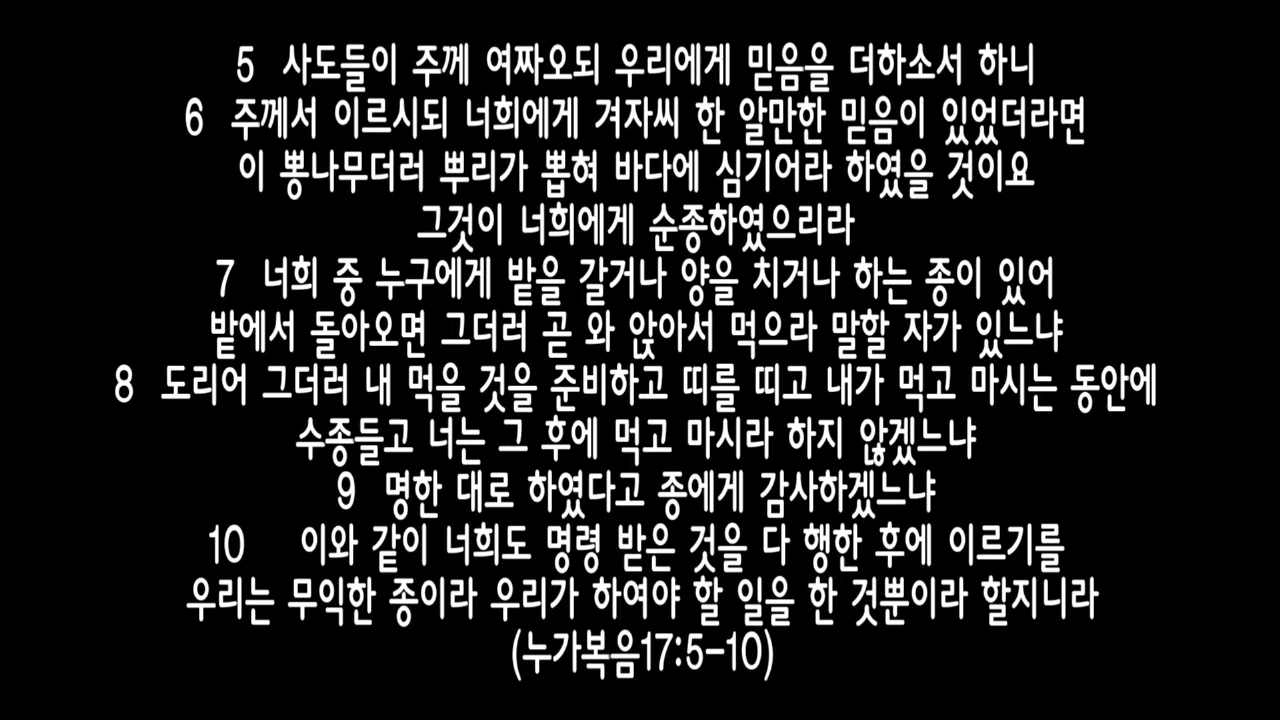 5 사도들이 주께 여짜오되 우리에게 믿음을 더하소서 하니
6 주께서 이르시되 너희에게 겨자씨 한 알만한 믿음이 있었더라면
이 뽕나무더러 뿌리가 뽑혀 바다에 심기어라 하였을 것이요
그것이 너희에게 순종하였으리라
7 너희 중 누구에게 밭을 갈거나 양을 치거나 하는 종이 있어
밭에서 돌아오면 그더러 곧 와 앉아서 먹으라 말할 자가 있느냐
8 도리어 그더러 내 먹을 것을 준비하고 띠를 띠고 내가 먹고 마시는 동안에
수종들고 너는 그 후에 먹고 마시라 하지 않겠느냐
9 명한 대로 하였다고 종에게 감사하겠느냐
10 이와 같이 너희도 명령 받은 것을 다 행한 후에 이르기를
우리는 무익한 종이라 우리가 하여야 할 일을 한 것뿐이라 할지니라
(누가복음17:5-10)